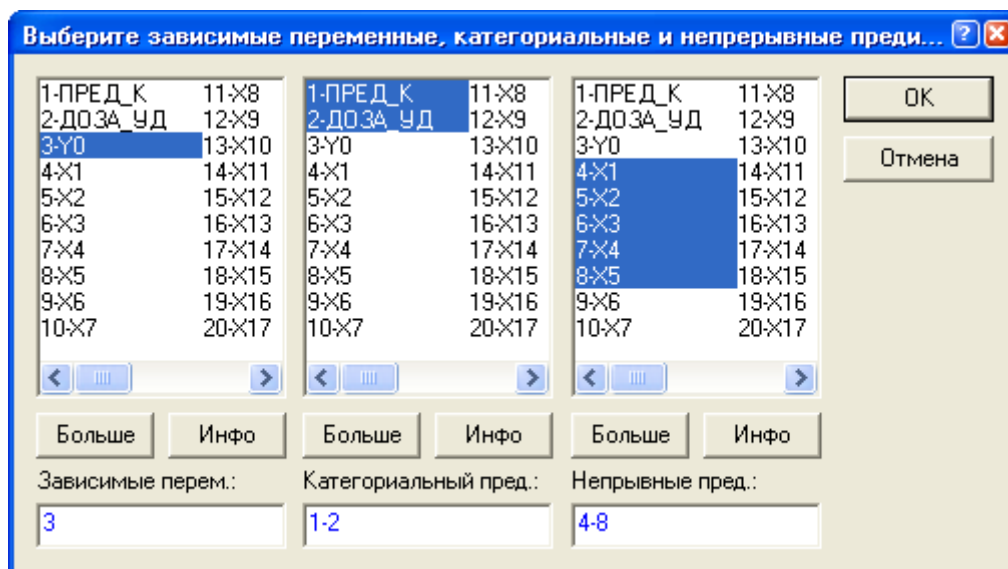 Выберите зависимые переменные, категориальные и непрерывные преди...
1-ПРЕД_К 11-X8
2-ДОЗА_УД 12-X9
3-Y0 13-X10
4-X1 14-X11
5-X2 15-X12
6-X3 16-X13
7-X4 17-X14
8-X5 18-X15
9-X6 19-X16
10-X7 20-X17
1-ПРЕД_К 11-X8
2-ДОЗА_УД 12-X9
3-Y0 13-X10
4-X1 14-X11
5-X2 15-X12
6-X3 16-X13
7-X4 17-X14
8-X5 18-X15
9-X6 19-X16
10-X7 20-X17
1-ПРЕД_К 11-X8
2-ДОЗА_УД 12-X9
3-Y0 13-X10
4-X1 14-X11
5-X2 15-X12
6-X3 16-X13
7-X4 17-X14
8-X5 18-X15
9-X6 19-X16
10-X7 20-X17
OK
Отмена
Больше Инфо Больше Инфо Больше Инфо
Зависимые перем.: Категориальный пред.: Непрывные пред.:
3 1-2 4-8